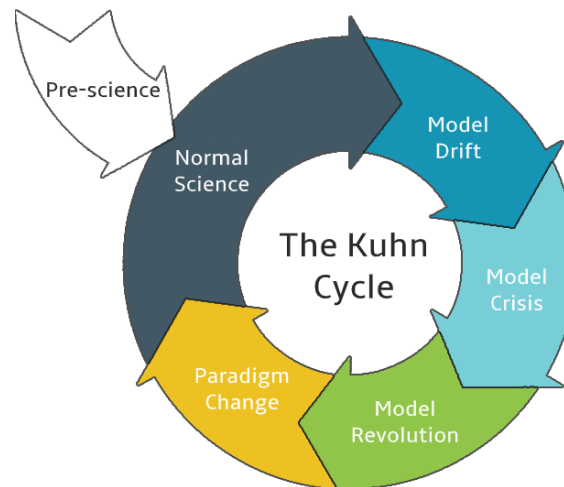 Pre-science
Normal
Science
Model
Drift
Model
Crisis
Model
Revolution
Paradigm
Change
The Kuhn
Cycle